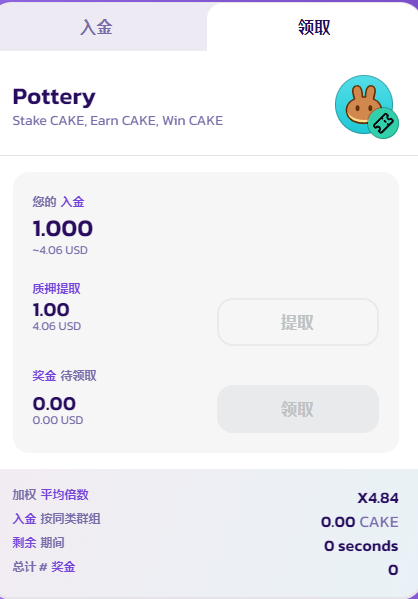 入金 领取
Pottery
Stake CAKE, Earn CAKE, Win CAKE
您的 入金
1.000
~4.06 USD
质押提取
1.00
4.06 USD
提取
奖金 待领取
0.00
0.00 USD
领取
加权 平均倍数 X4.84
入金 按同类群组 0.00 CAKE
剩余 期间 0 seconds
总计 # 奖金 0